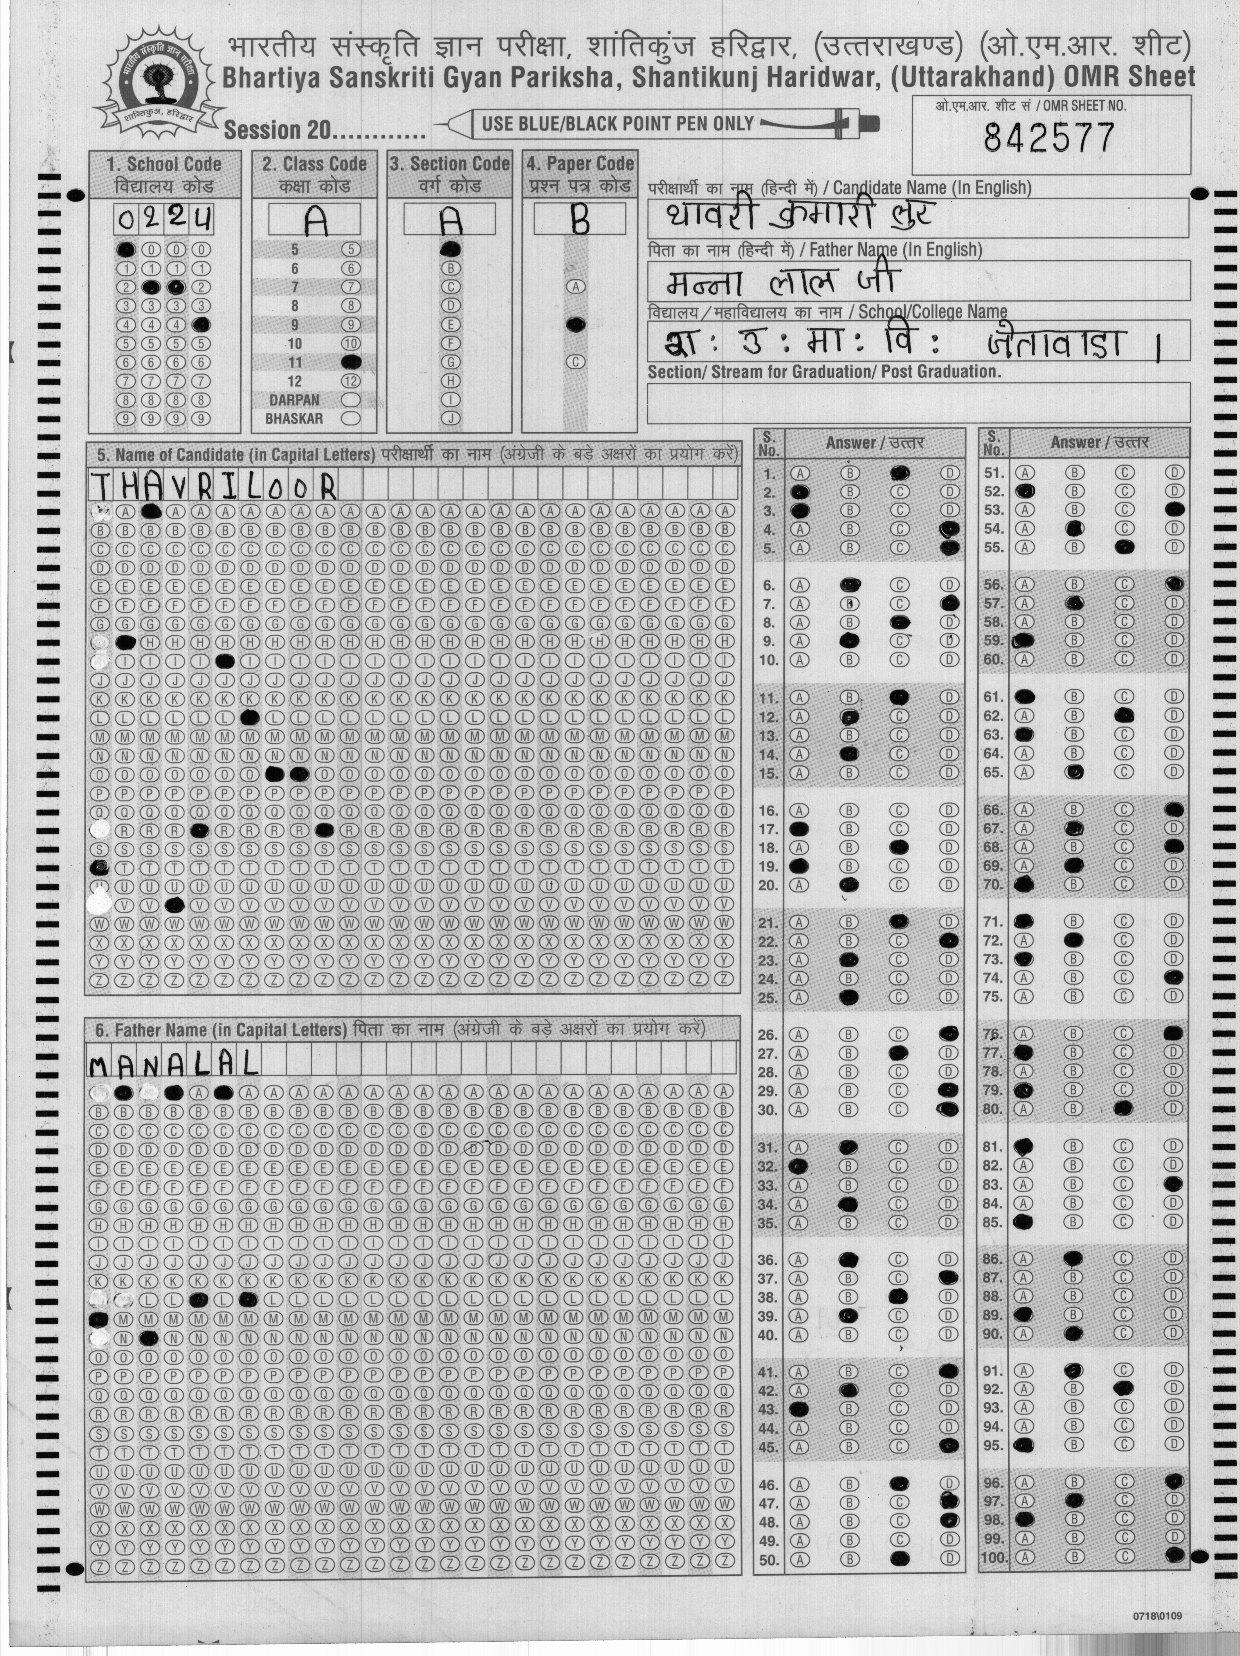 भारतीय संस्कृति ज्ञान परीक्षा, शांतिकुंज हरिद्वार, (उत्तराखण्ड) (ओ.एम.आर. शीट)
Bhartiya Sanskriti Gyan Pariksha, Shantikunj Haridwar, (Uttarakhand) OMR Sheet
Session 20............
USE BLUE/BLACK POINT PEN ONLY
ओ.एम.आर. शीट सं / OMR SHEET NO.
842577
1. School Code
विद्यालय कोड
0224
2. Class Code
कक्षा कोड
A
5
6
7
8
9
10
11
12
DARPAN
BHASKAR
3. Section Code
वर्ग कोड
A
4. Paper Code
प्रश्न पत्र कोड
B
परीक्षार्थी का नाम (हिन्दी में) / Candidate Name (In English)
थावरी कुमारी लुर
पिता का नाम (हिन्दी में) / Father Name (In English)
मन्ना लाल जी
विद्यालय/महाविद्यालय का नाम / School/College Name
रा: उ: मा: वि: जेतावाडा ।
Section/ Stream for Graduation/ Post Graduation.
5. Name of Candidate (in Capital Letters) परीक्षार्थी का नाम (अंग्रेजी के बड़े अक्षरों का प्रयोग करें)
THAVRILOOR
6. Father Name (in Capital Letters) पिता का नाम (अंग्रेजी के बड़े अक्षरों का प्रयोग करें)
MANALAL
S. No. Answer / उत्तर
S. No. Answer / उत्तर
0718\0109